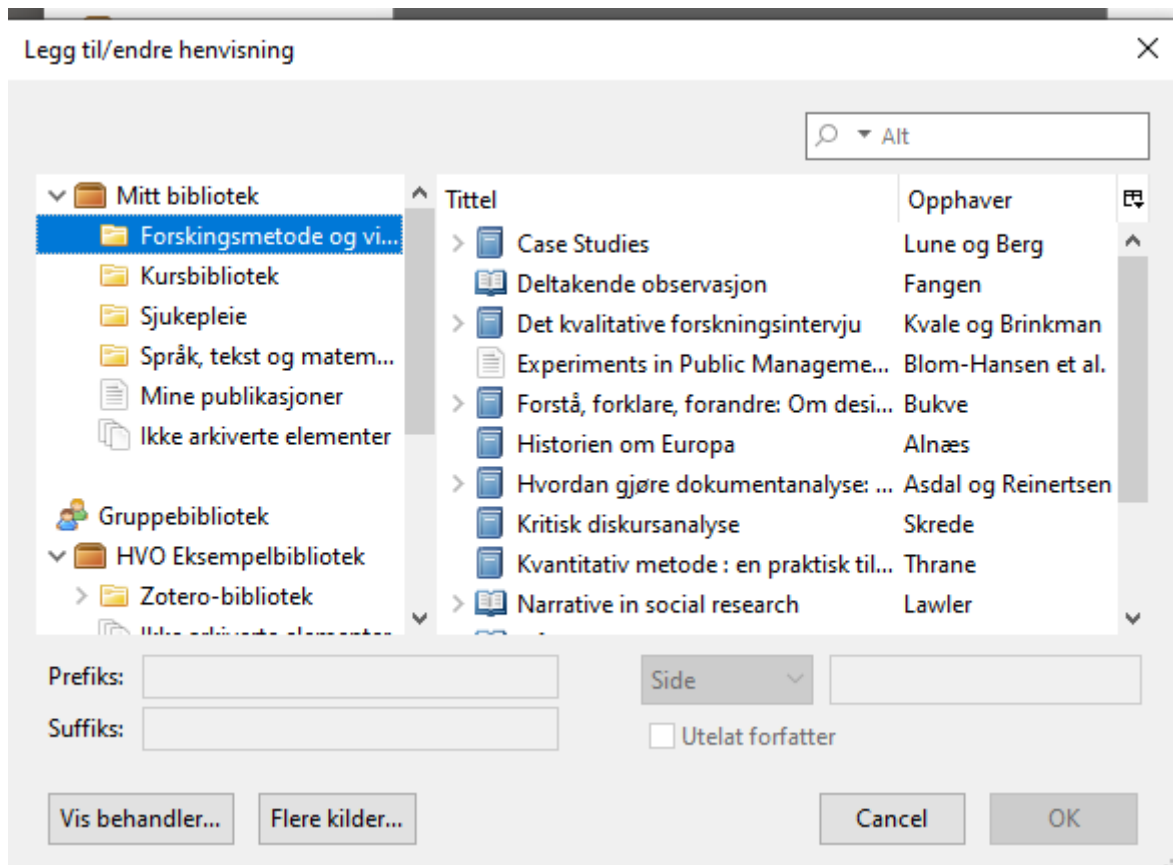 Legg til/endre henvisning
Alt
Mitt bibliotek
Forskingsmetode og vi...
Kursbibliotek
Sjukepleie
Språk, tekst og matem...
Mine publikasjoner
Ikke arkiverte elementer
Gruppebibliotek
HVO Eksempelbibliotek
Zotero-bibliotek
Ikke arkiverte elementer
Tittel Opphaver
Case Studies Lune og Berg
Deltakende observasjon Fangen
Det kvalitative forskningsintervju Kvale og Brinkman
Experiments in Public Manageme... Blom-Hansen et al.
Forstå, forklare, forandre: Om desi... Bukve
Historien om Europa Alnæs
Hvordan gjøre dokumentanalyse: ... Asdal og Reinertsen
Kritisk diskursanalyse Skrede
Kvantitativ metode : en praktisk til... Thrane
Narrative in social research Lawler
Prefiks:
Side
Suffiks:
Utelat forfatter
Vis behandler...
Flere kilder...
Cancel
OK